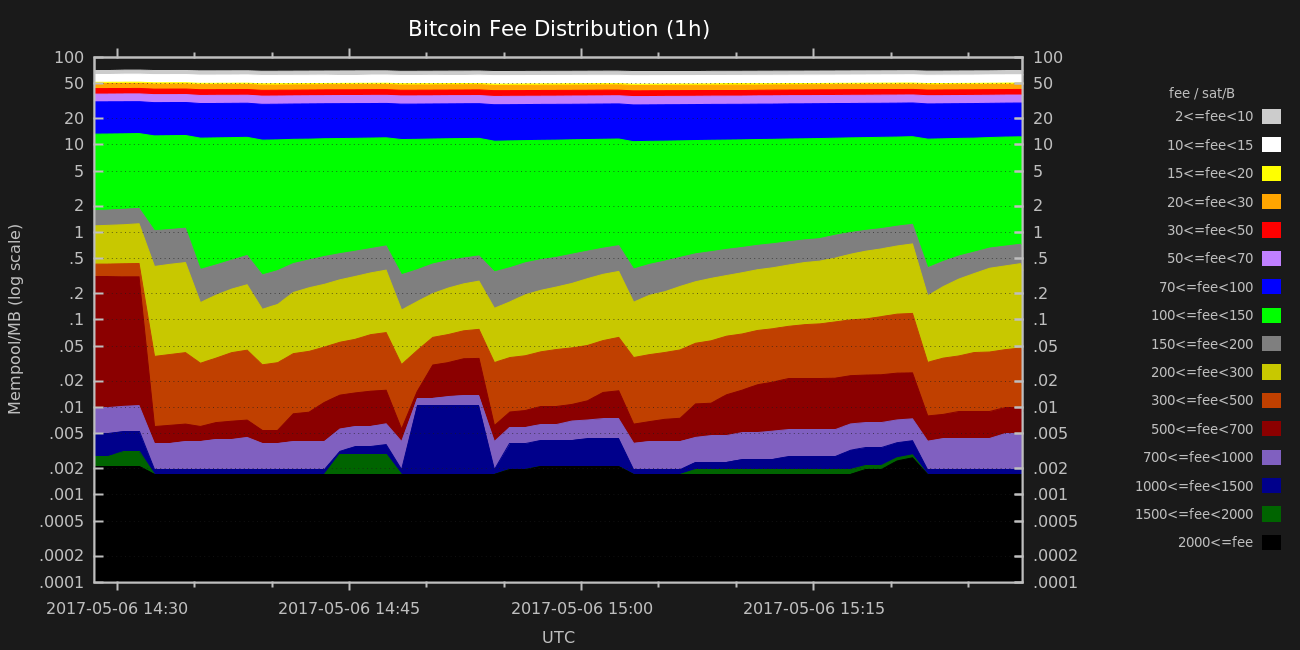 Bitcoin Fee Distribution (1h)
Mempool/MB (log scale)
100
50
20
10
5
2
1
.5
.2
.1
.05
.02
.01
.005
.002
.001
.0005
.0002
.0001
100
50
20
10
5
2
1
.5
.2
.1
.05
.02
.01
.005
.002
.001
.0005
.0002
.0001
2017-05-06 14:30
2017-05-06 14:45
2017-05-06 15:00
2017-05-06 15:15
UTC
fee / sat/B
2<=fee<10
10<=fee<15
15<=fee<20
20<=fee<30
30<=fee<50
50<=fee<70
70<=fee<100
100<=fee<150
150<=fee<200
200<=fee<300
300<=fee<500
500<=fee<700
700<=fee<1000
1000<=fee<1500
1500<=fee<2000
2000<=fee